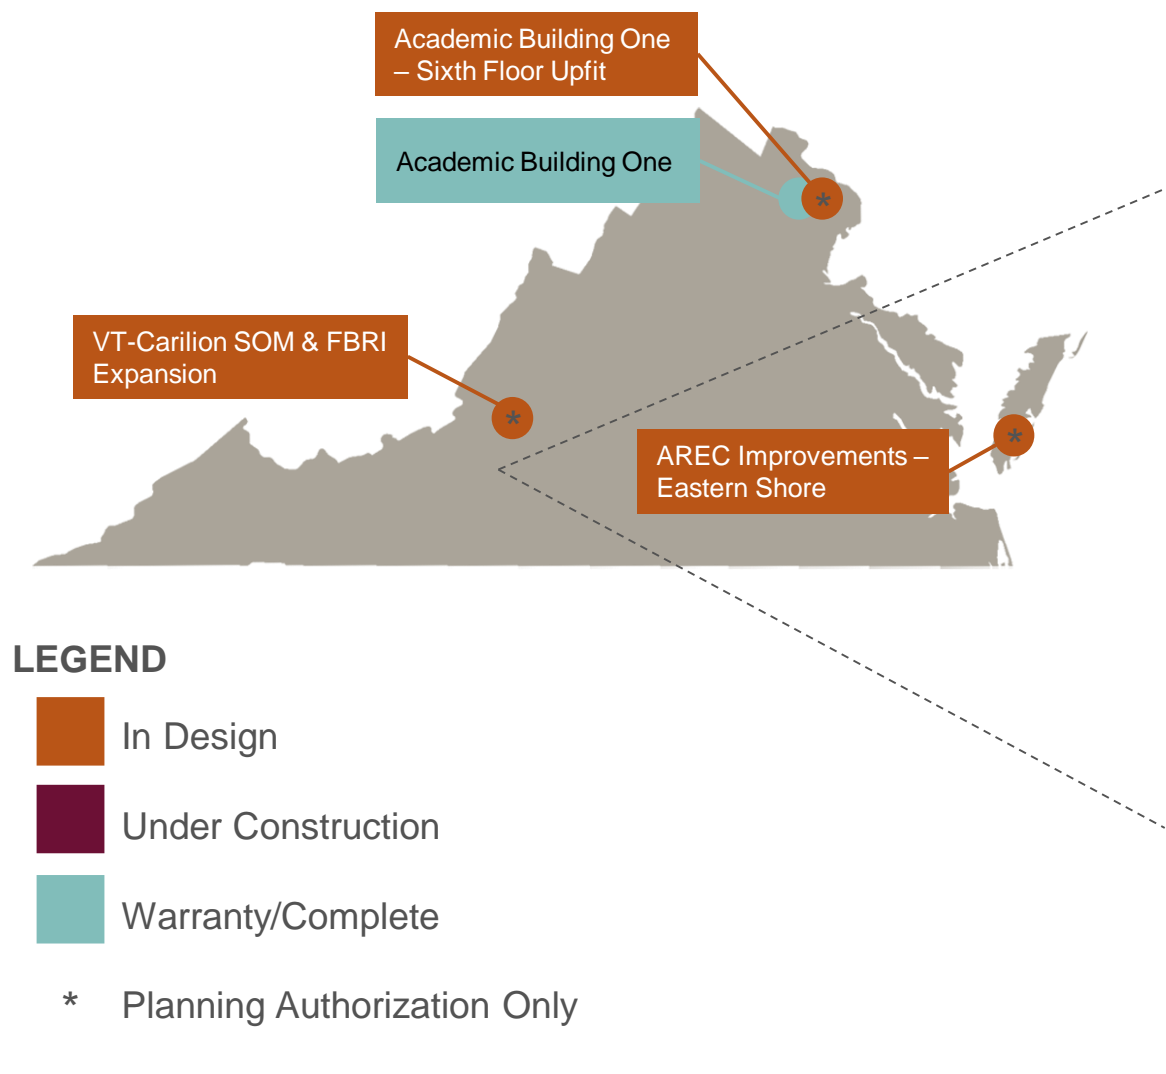 Academic Building One
– Sixth Floor Upfit
Academic Building One
*
VT-Carilion SOM & FBRI
Expansion
*
AREC Improvements –
Eastern Shore
*
LEGEND
In Design
Under Construction
Warranty/Complete
* Planning Authorization Only